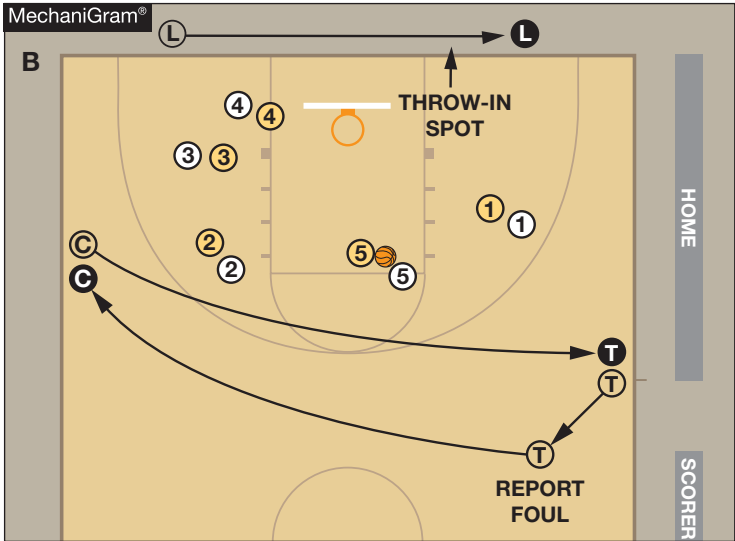 MechaniGram®
L
L
B
THROW-IN
SPOT
4
4
3
3
HOME
1
1
C
2
2
5
5
C
T
T
T
REPORT
FOUL
SCORER